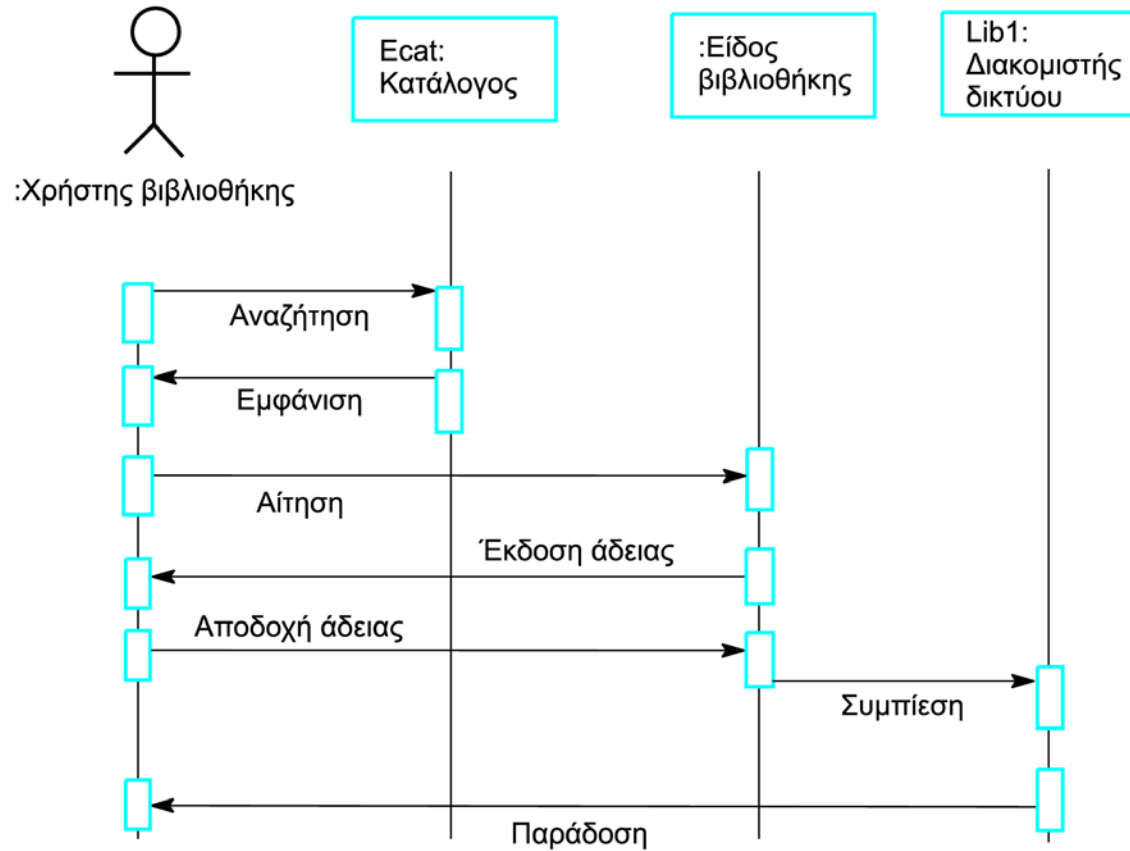 Ecat:
Κατάλογος
:Είδος
βιβλιοθήκης
Lib1:
Διακομιστής
δικτύου
:Χρήστης βιβλιοθήκης
Αναζήτηση
Εμφάνιση
Αίτηση
Έκδοση άδειας
Αποδοχή άδειας
Συμπίεση
Παράδοση